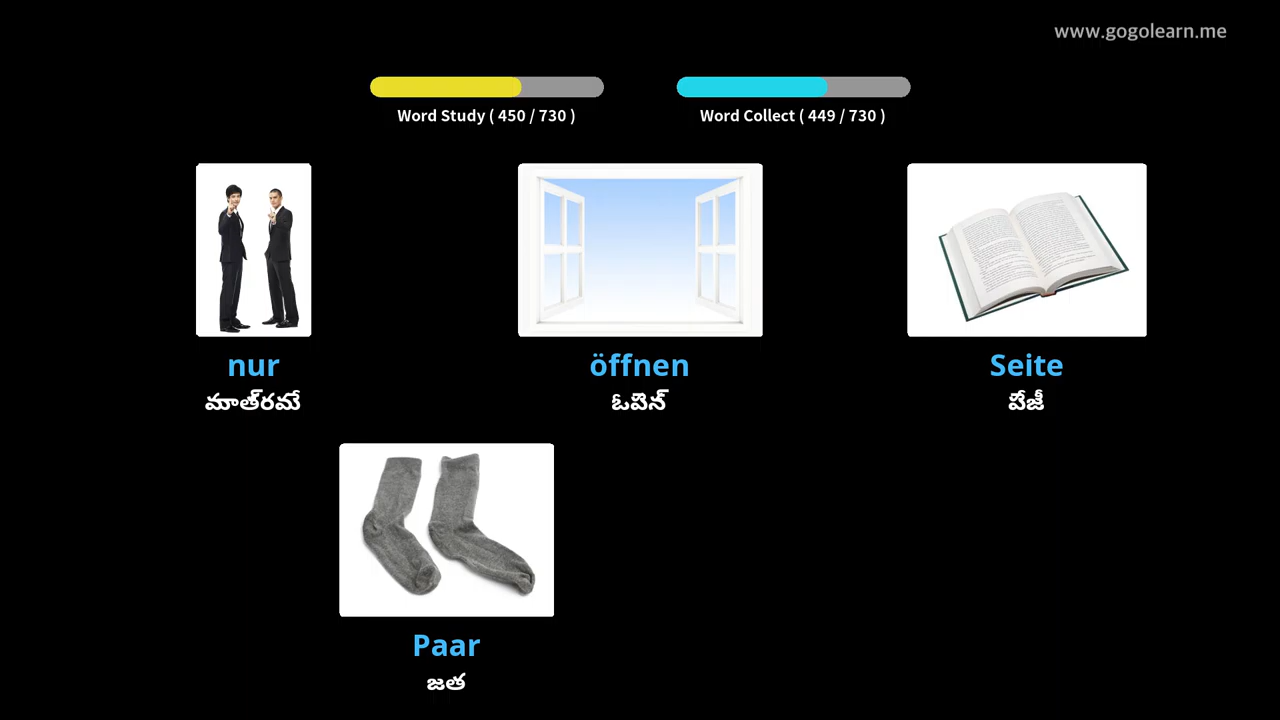 www.gogolearn.me
Word Study ( 450 / 730 )
Word Collect ( 449 / 730 )
nur
öffnen
Seite
మాత్రమే
ఓపెన్
పేజీ
Paar
జత